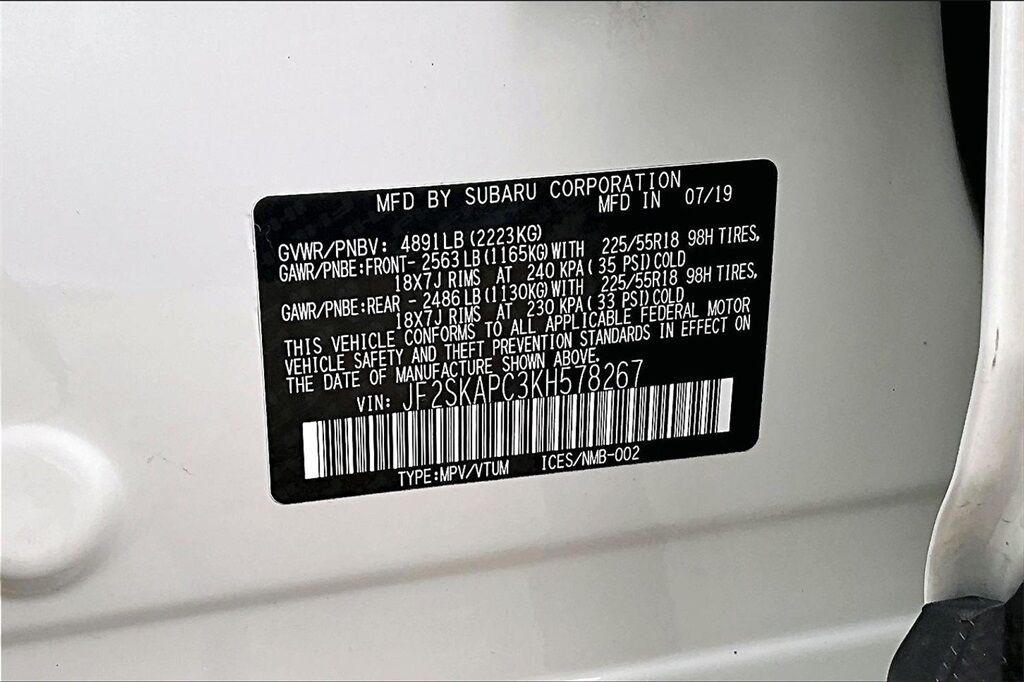 MFD BY SUBARU CORPORATION
MFD IN 07/19
GVWR/PNBV: 4891LB (2223KG)
GAWR/PNBE:FRONT- 2563LB (1165KG) WITH 225/55R18 98H TIRES,
18X7J RIMS AT 240 KPA ( 35 PSI) COLD
GAWR/PNBE:REAR - 2486LB (1130KG) WITH 225/55R18 98H TIRES,
18X7J RIMS AT 230 KPA ( 33 PSI) COLD
THIS VEHICLE CONFORMS TO ALL APPLICABLE FEDERAL MOTOR
VEHICLE SAFETY AND THEFT PREVENTION STANDARDS IN EFFECT ON
THE DATE OF MANUFACTURE SHOWN ABOVE.
VIN: JF2SKAPC3KH578267
TYPE:MPV/VTUM ICES/NMB-002